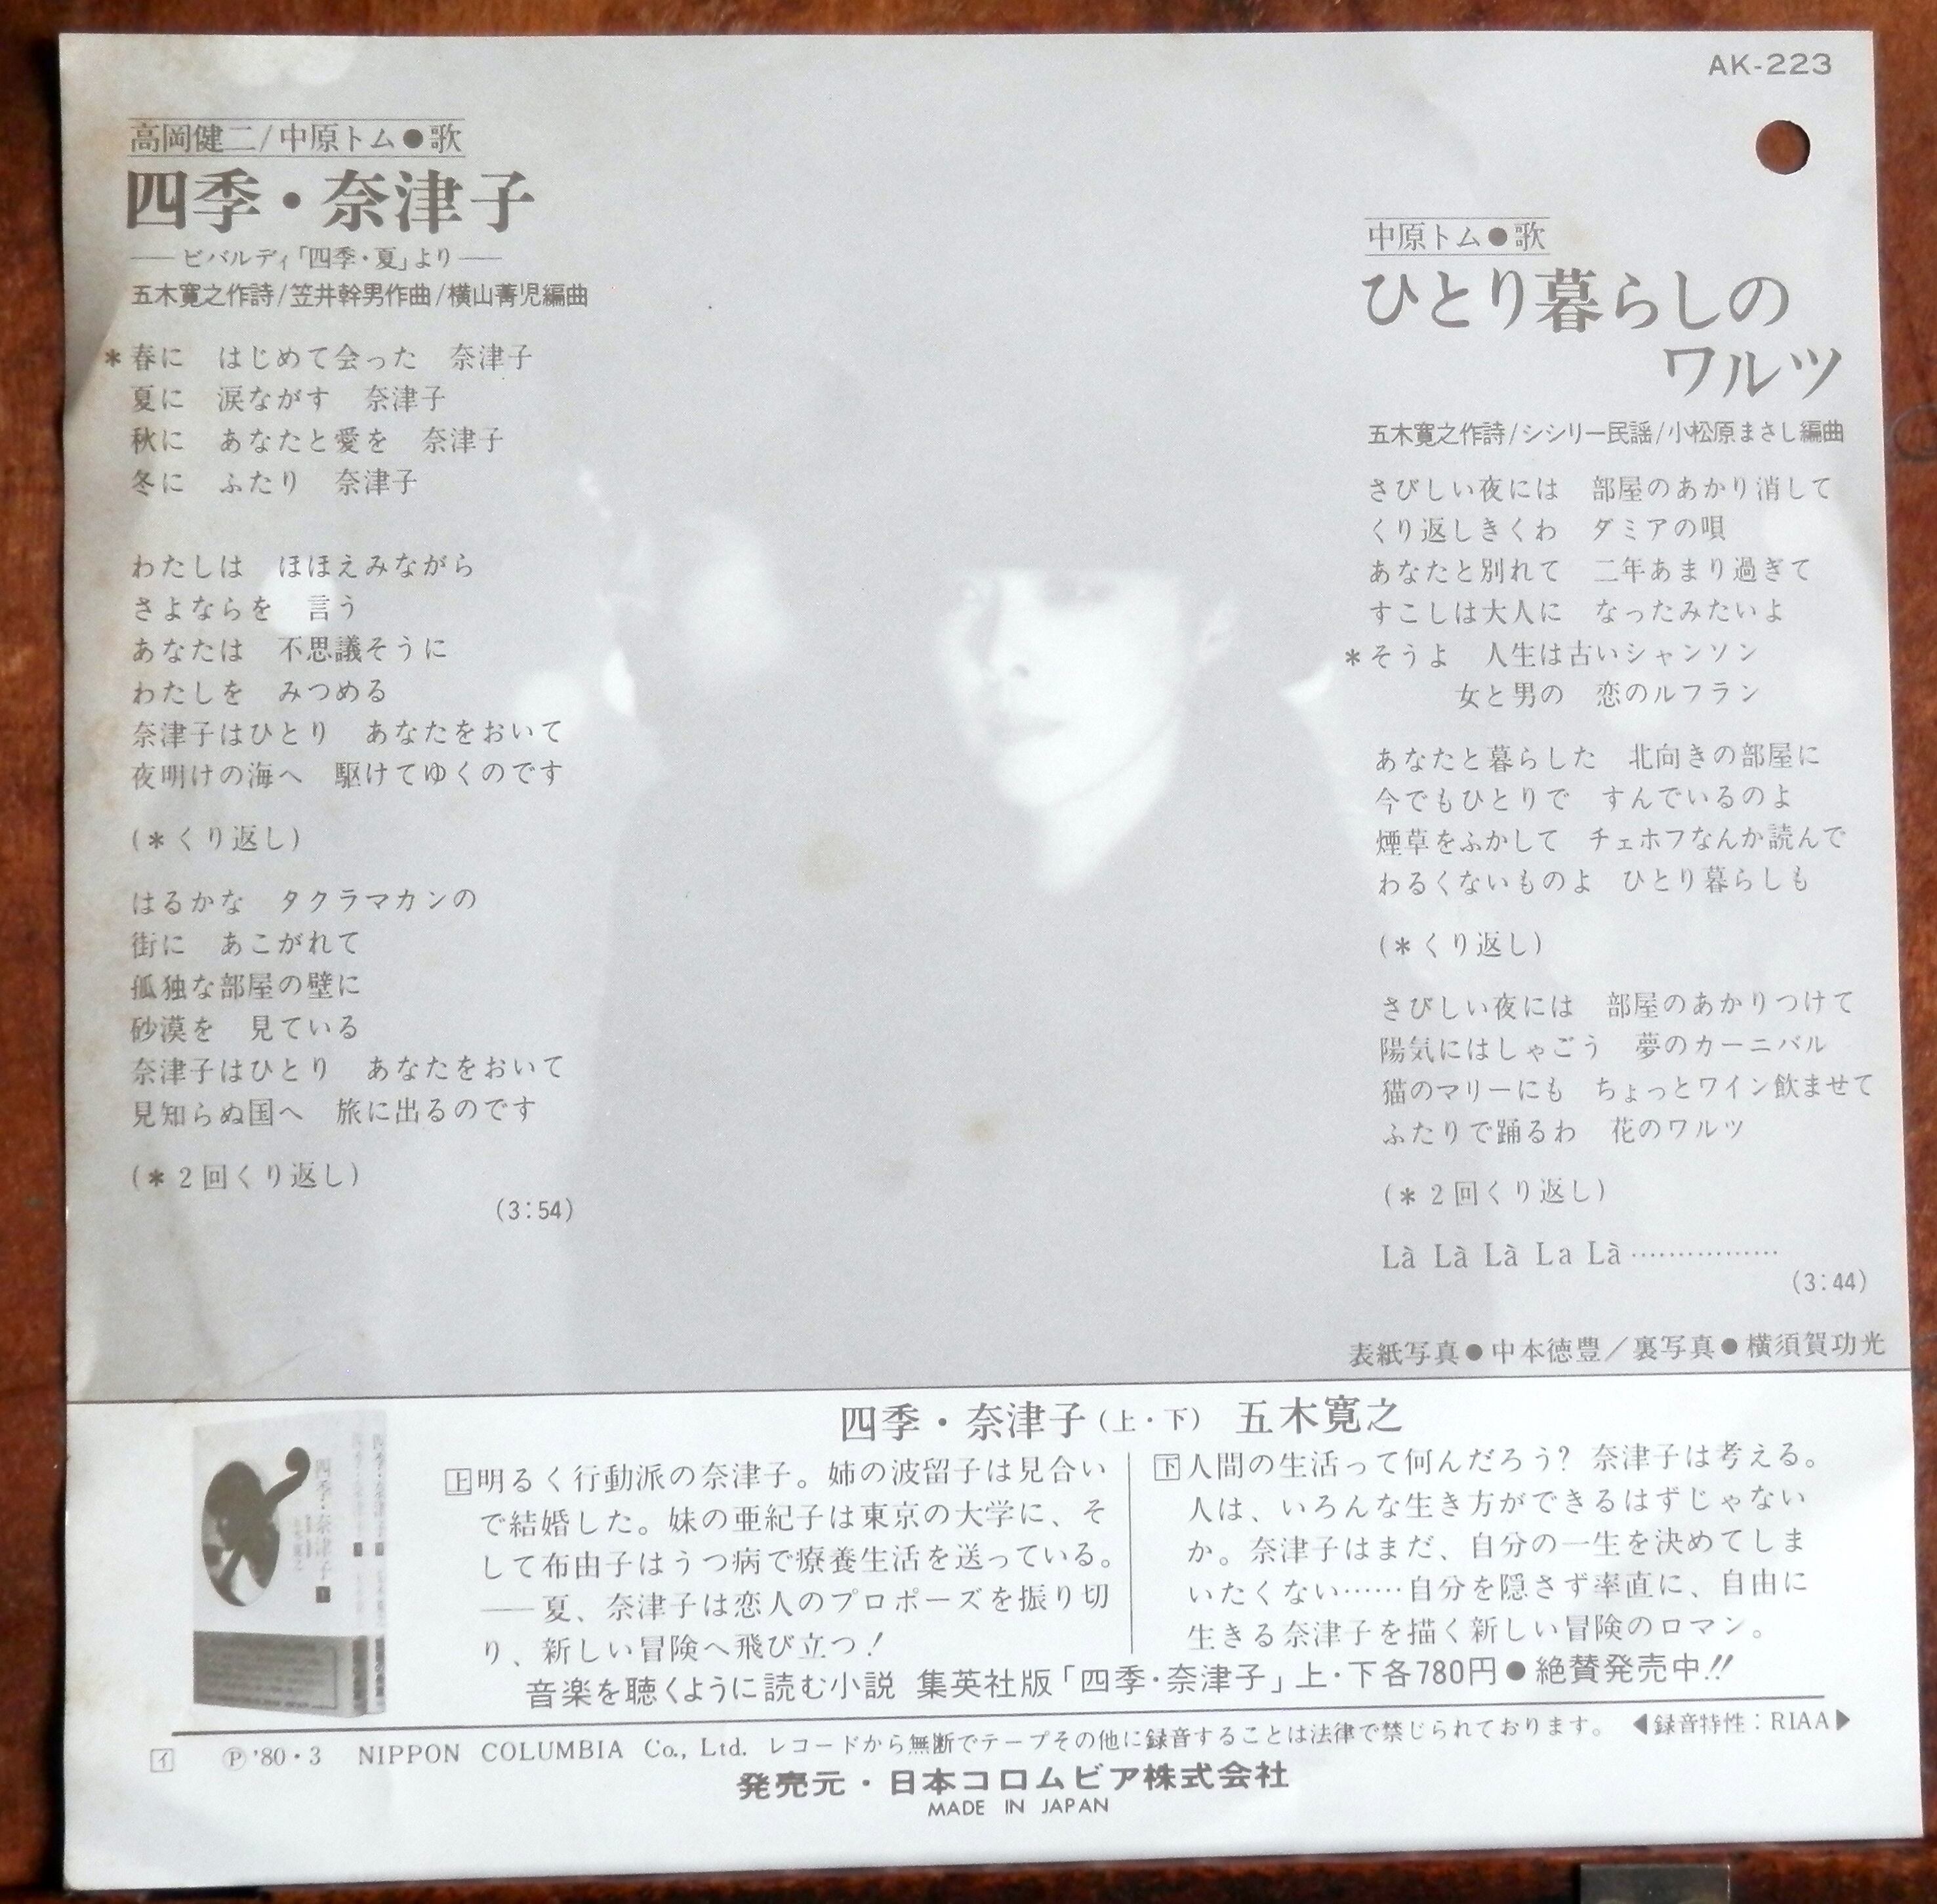 AK-223
高岡健二/中原トム●歌
四季・奈津子
——ビバルディ「四季・夏」より——
五木寛之作詩/笠井幹男作曲/横山菁児編曲
＊春に　はじめて会った　奈津子
夏に　涙ながす　奈津子
秋に　あなたと愛を　奈津子
冬に　ふたり　奈津子
わたしは　ほほえみながら
さよならを　言う
あなたは　不思議そうに
わたしを　みつめる
奈津子はひとり　あなたをおいて
夜明けの海へ　駆けてゆくのです
(＊くり返し)
はるかな　タクラマカンの
街に　あこがれて
孤独な部屋の壁に
砂漠を　見ている
奈津子はひとり　あなたをおいて
見知らぬ国へ　旅に出るのです
(＊2回くり返し)
(3:54)
中原トム●歌
ひとり暮らしの
ワルツ
五木寛之作詩/シシリー民謡/小松原まさし編曲
さびしい夜には　部屋のあかり消して
くり返しきくわ　ダミアの唄
あなたと別れて　二年あまり過ぎて
すこしは大人に　なったみたいよ
＊そうよ　人生は古いシャンソン
女と男の　恋のルフラン
あなたと暮らした　北向きの部屋に
今でもひとりで　すんでいるのよ
煙草をふかして　チェホフなんか読んで
わるくないものよ　ひとり暮らしも
(＊くり返し)
さびしい夜には　部屋のあかりつけて
陽気にはしゃごう　夢のカーニバル
猫のマリーにも　ちょっとワイン飲ませて
ふたりで踊るわ　花のワルツ
(＊2回くり返し)
Là Là Là La Là ················
(3:44)
表紙写真●中本徳豊／裏写真●横須賀功光
四季・奈津子（上・下）　五木寛之
上明るく行動派の奈津子。姉の波留子は見合い
で結婚した。妹の亜紀子は東京の大学に、そ
して布由子はうつ病で療養生活を送っている。
——夏、奈津子は恋人のプロポーズを振り切
り、新しい冒険へ飛び立つ！
下人間の生活って何んだろう？ 奈津子は考える。
人は、いろんな生き方ができるはずじゃない
か。奈津子はまだ、自分の一生を決めてしま
いたくない……自分を隠さず率直に、自由に
生きる奈津子を描く新しい冒険のロマン。
音楽を聴くように読む小説 集英社版「四季・奈津子」上・下各780円●絶賛発売中!!
四季・奈津子
イ　Ⓟ'80・3　NIPPON COLUMBIA Co., Ltd. レコードから無断でテープその他に録音することは法律で禁じられております。 ◀録音特性：RIAA▶
発売元・日本コロムビア株式会社
MADE IN JAPAN